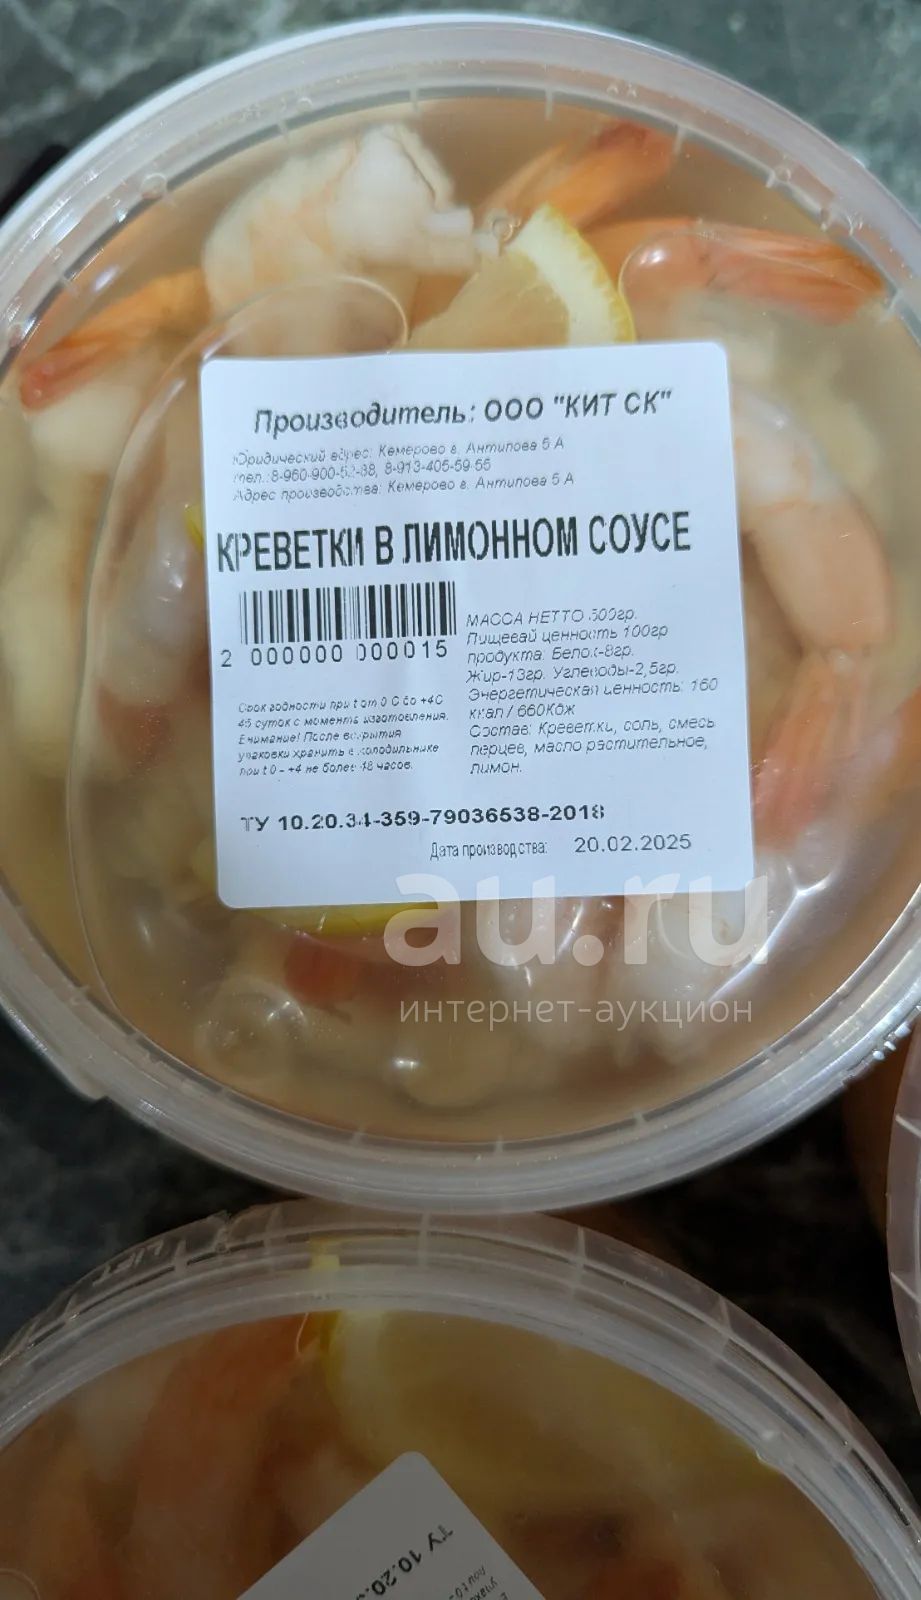 Производитель: ООО "КИТ СК"
Юридический адрес: Кемерово г. Антипова 5 А
тел.:8-960-900-52-88, 8-913-405-59-55
Адрес производства: Кемерово г. Антипова 5 А
КРЕВЕТКИ В ЛИМОННОМ СОУСЕ
2 000000 000015
МАССА НЕТТО 500гр.
Пищевай ценность 100гр
продукта: Белок-8гр.
Жир-13гр. Углеводы-2,5гр.
Энергетическая ценность: 160
ккал / 660Кдж
Состав: Креветки, соль, смесь
перцев, масло растительное,
лимон.
Срок годности при t от 0 С до +4С
45 суток с момента изготовления.
Внимание! После вскрытия
упаковки хранить в холодильнике
при t 0 - +4 не более 48 часов.
ТУ 10.20.34-359-79036538-2018
Дата производства: 20.02.2025
au.ru
интернет-аукцион
ТУ 10.20.